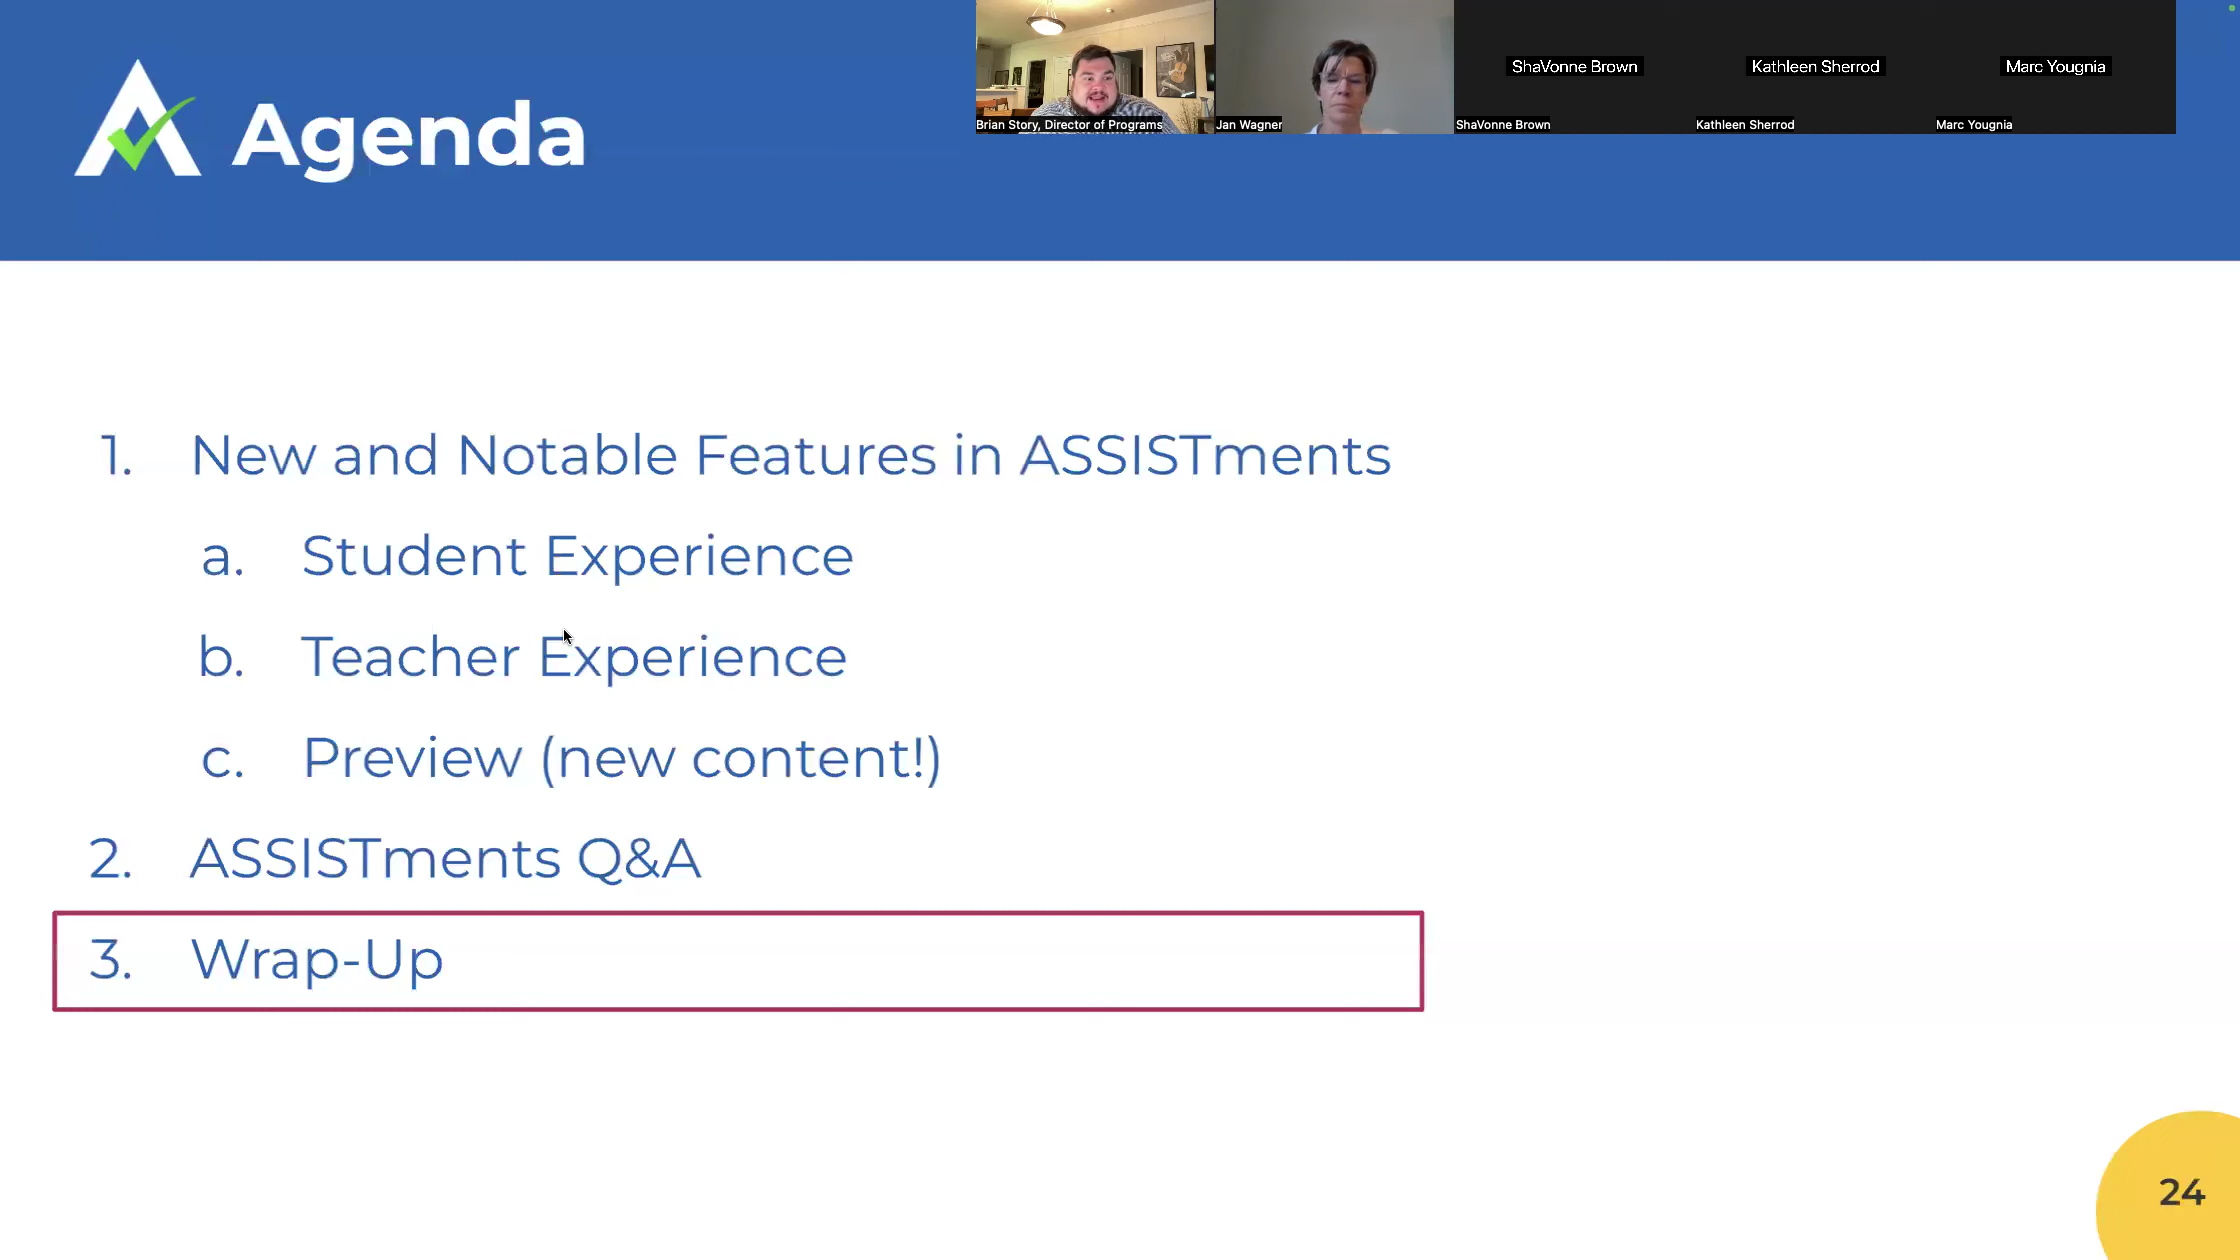 Agenda
ShaVonne Brown
Kathleen Sherrod
Marc Yougnia
Brian Story, Director of Programs
Jan Wagner
ShaVonne Brown
Kathleen Sherrod
Marc Yougnia
1. New and Notable Features in ASSISTments
a. Student Experience
b. Teacher Experience
c. Preview (new content!)
2. ASSISTments Q&A
3. Wrap-Up
24